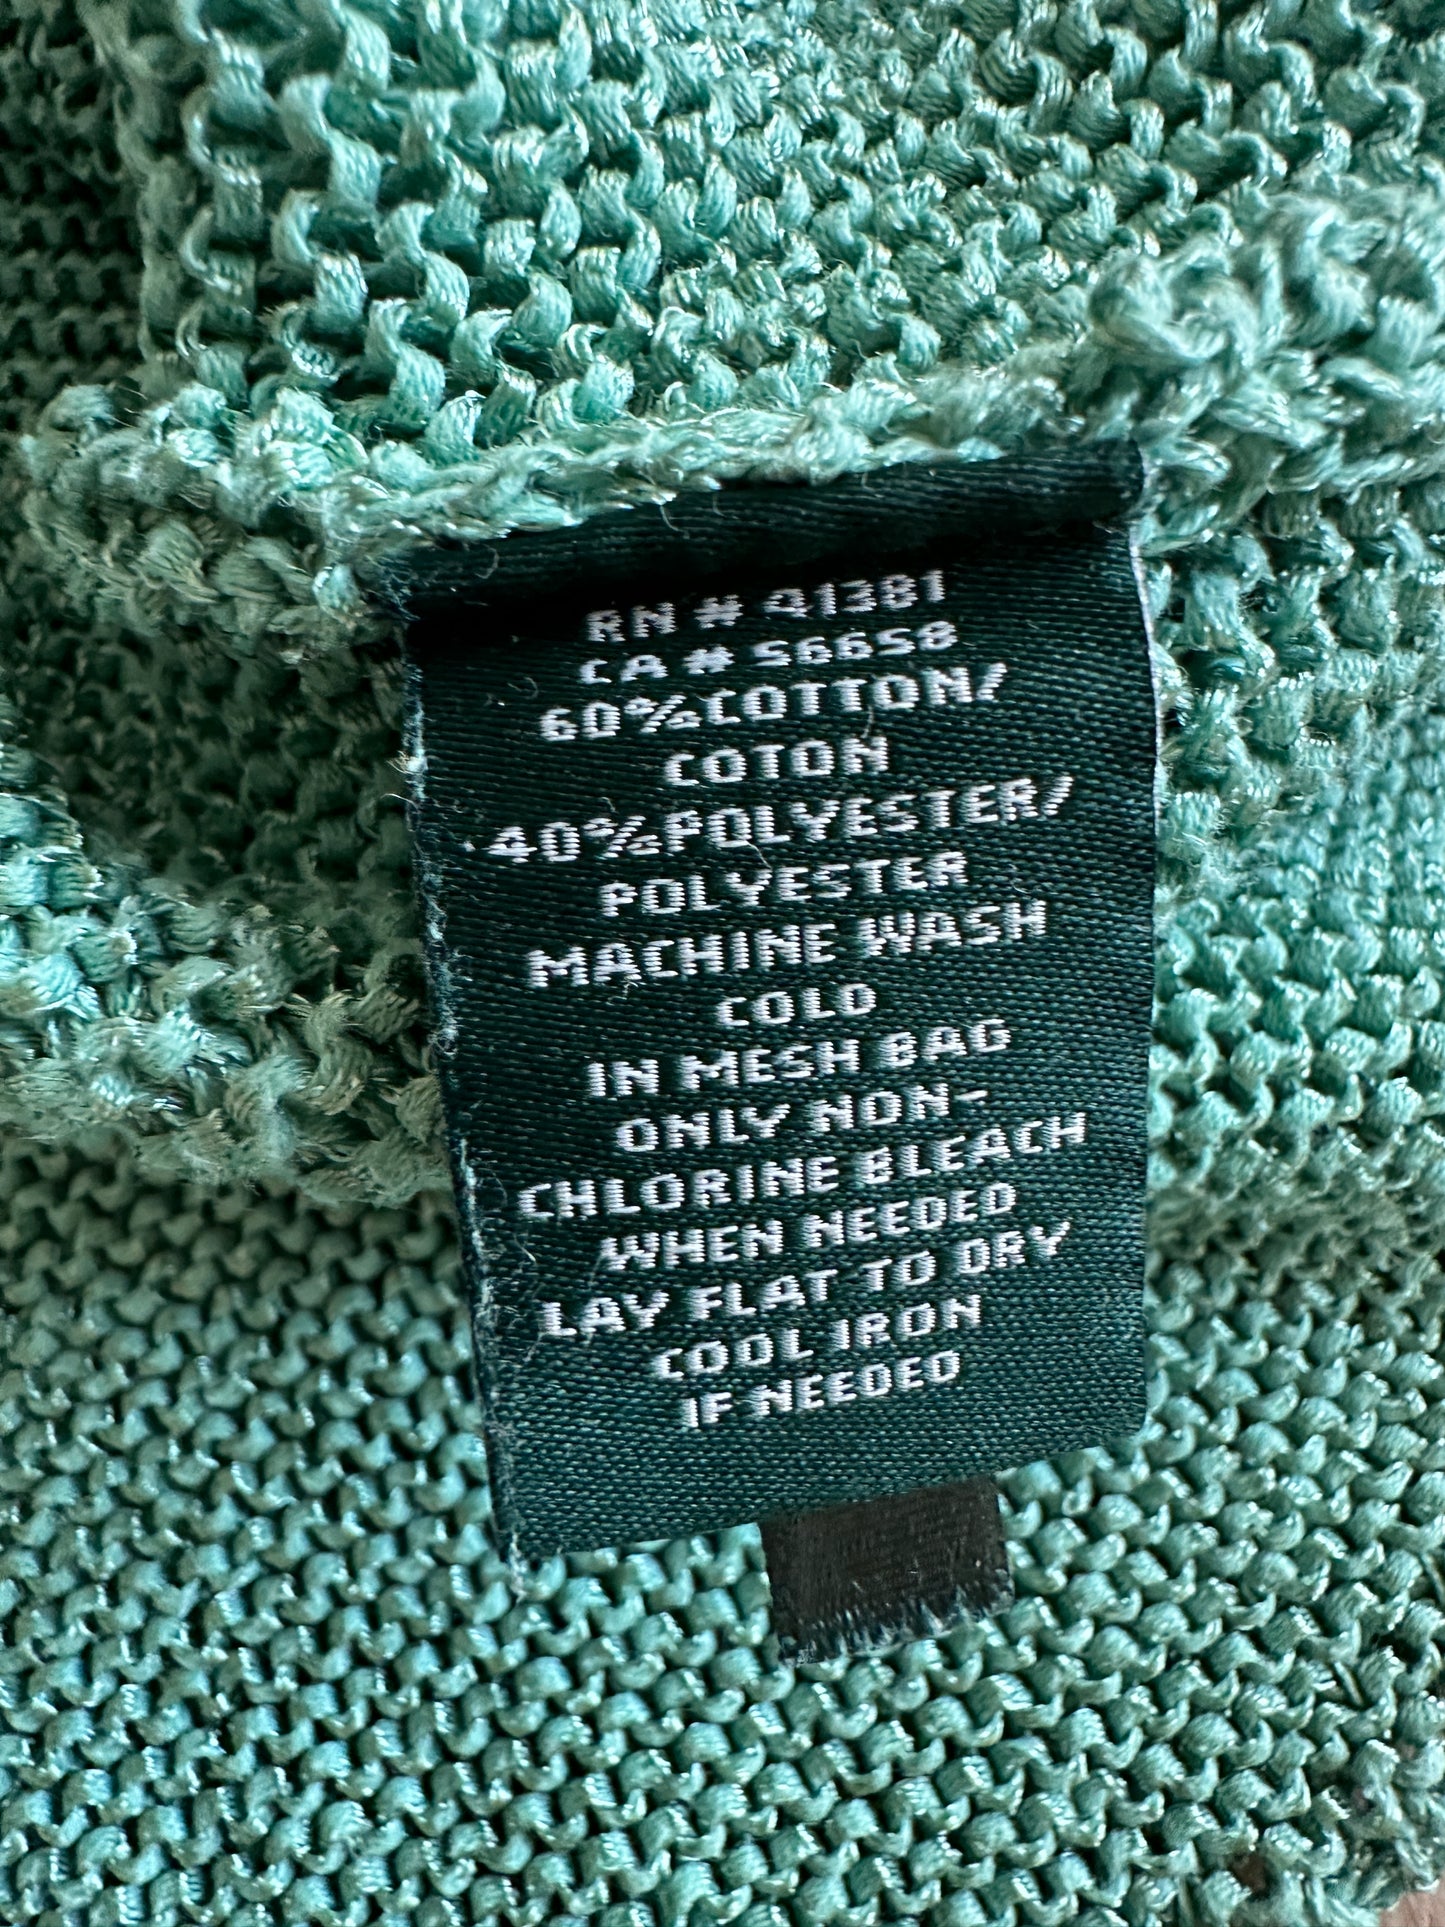 RN # 41381
CA # 56658
60% COTTON/
COTON
40% POLYESTER/
POLYESTER
MACHINE WASH
COLD
IN MESH BAG
ONLY NON-
CHLORINE BLEACH
WHEN NEEDED
LAY FLAT TO DRY
COOL IRON
IF NEEDED